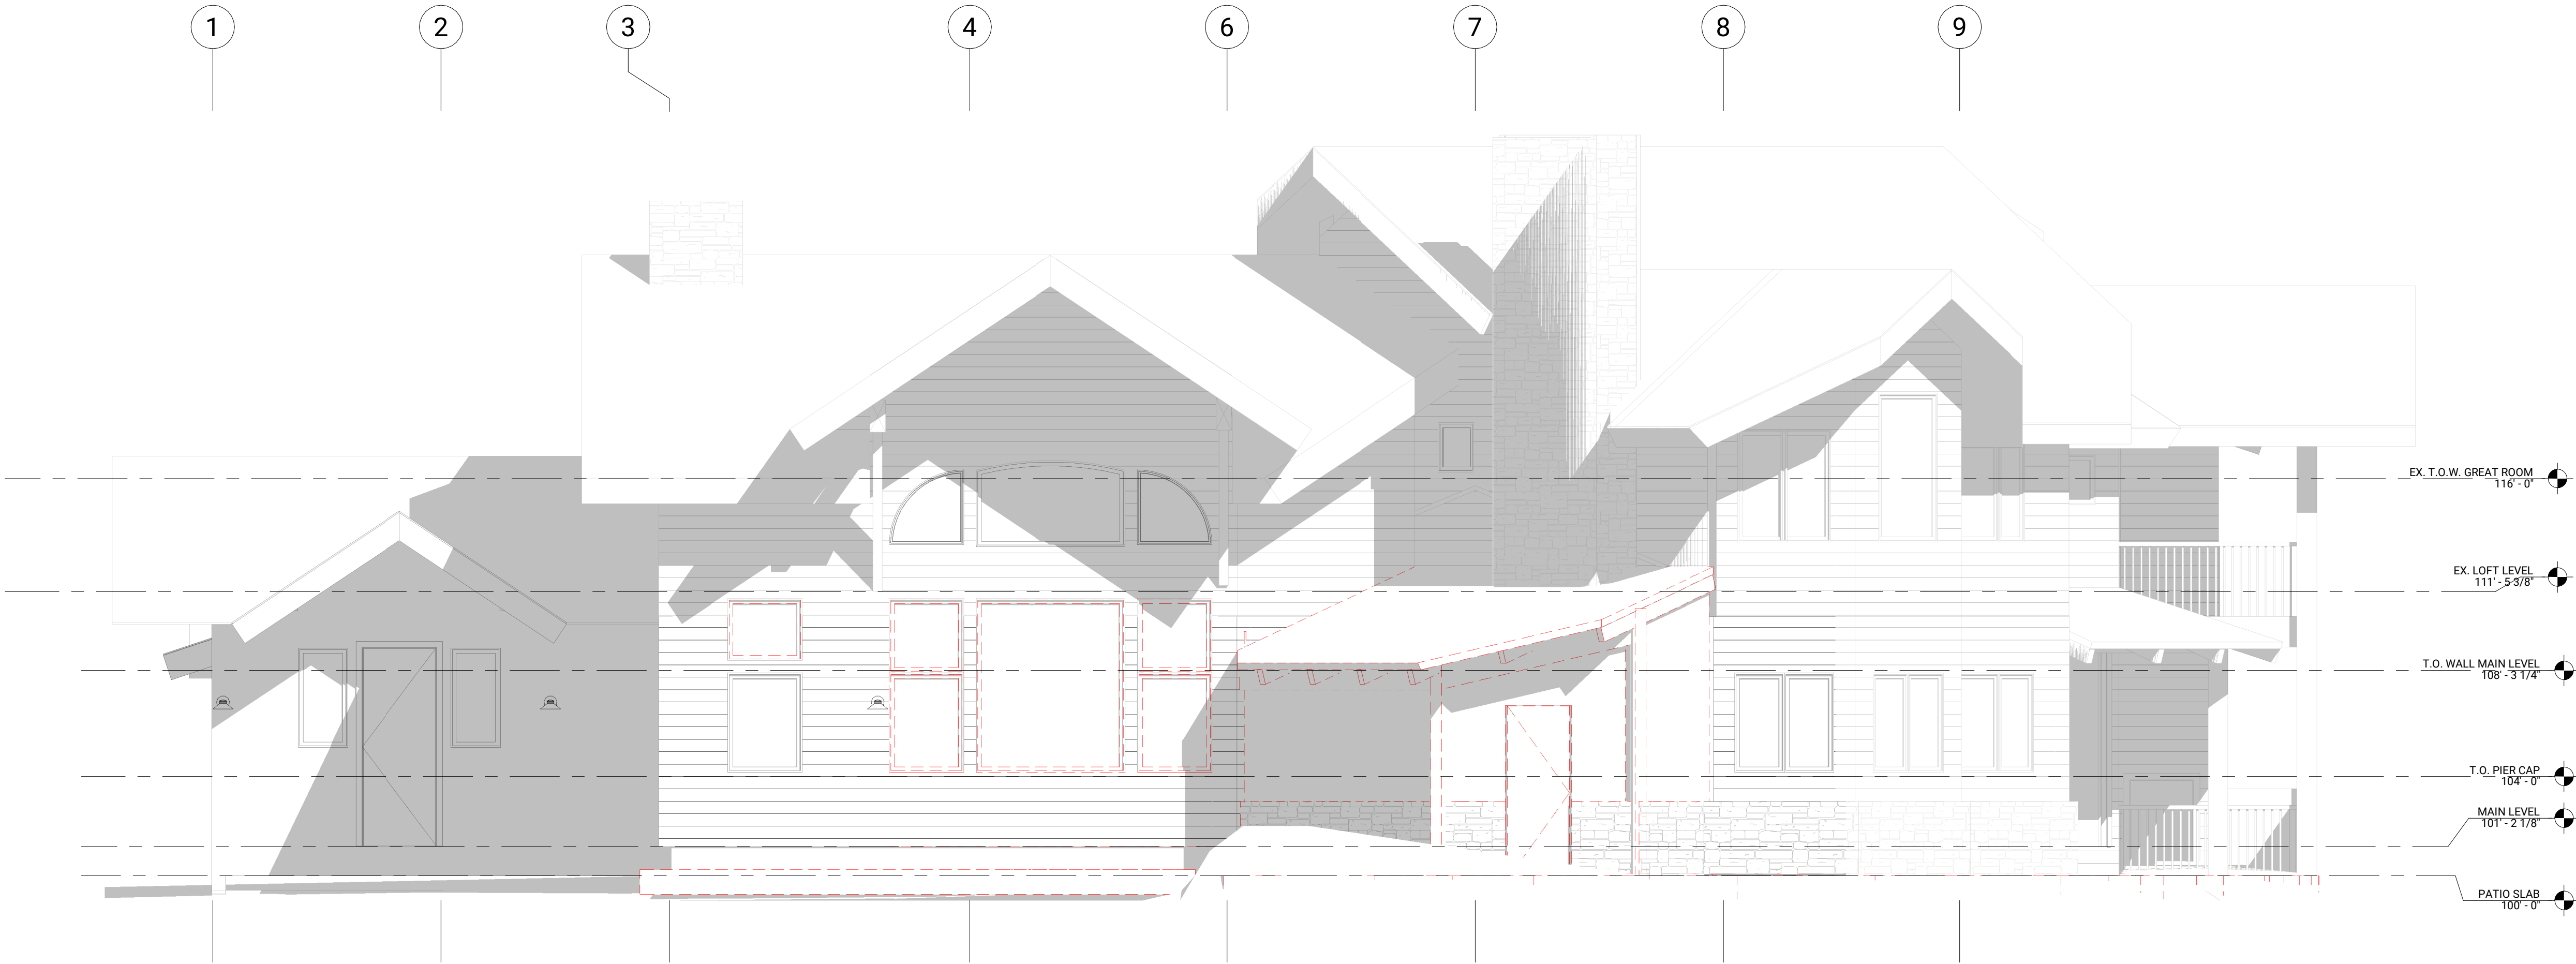 1 2 3 4 6 7 8 9
EX. T.O.W. GREAT ROOM
116' - 0"
EX. LOFT LEVEL
111' - 5 3/8"
T.O. WALL MAIN LEVEL
108' - 3 1/4"
T.O. PIER CAP
104' - 0"
MAIN LEVEL
101' - 2 1/8"
PATIO SLAB
100' - 0"